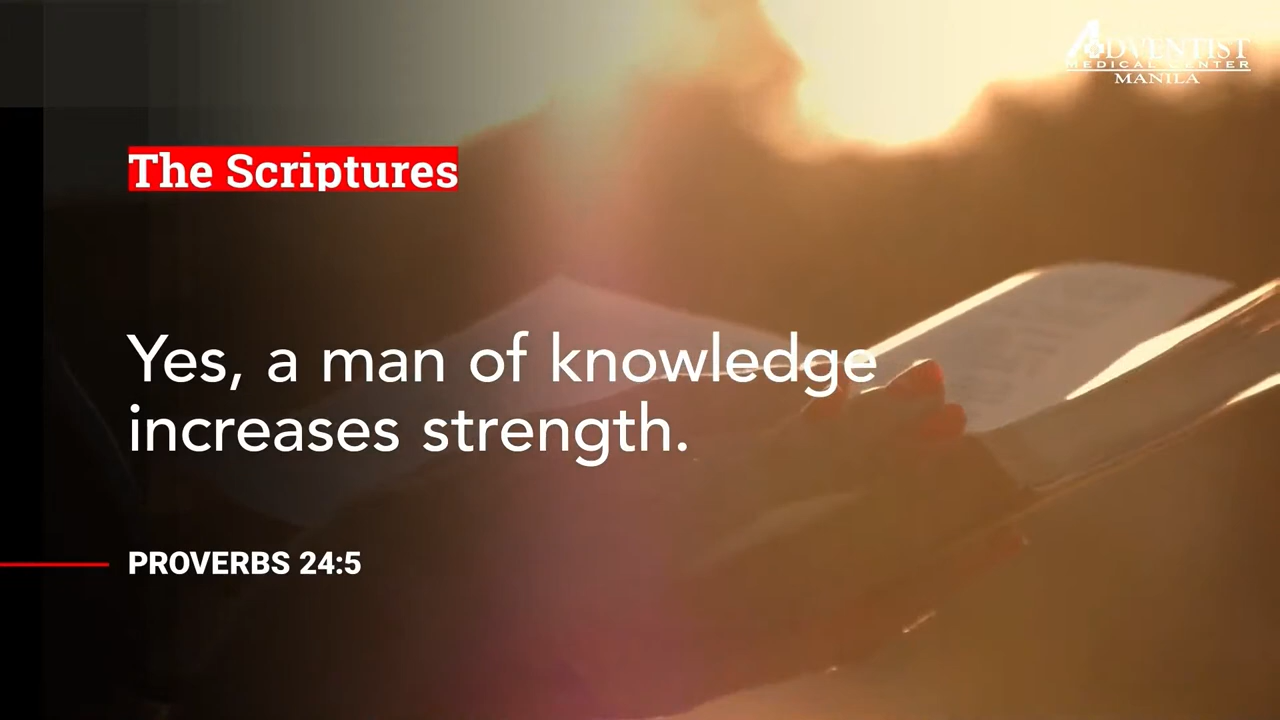 ADVENTIST
MEDICAL CENTER
MANILA
The Scriptures
Yes, a man of knowledge
increases strength.
PROVERBS 24:5